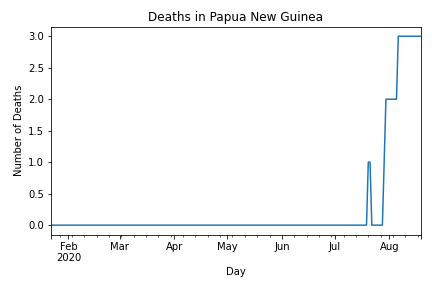 Deaths in Papua New Guinea
Number of Deaths
3.0
2.5
2.0
1.5
1.0
0.5
0.0
Feb Mar Apr May Jun Jul Aug
2020
Day